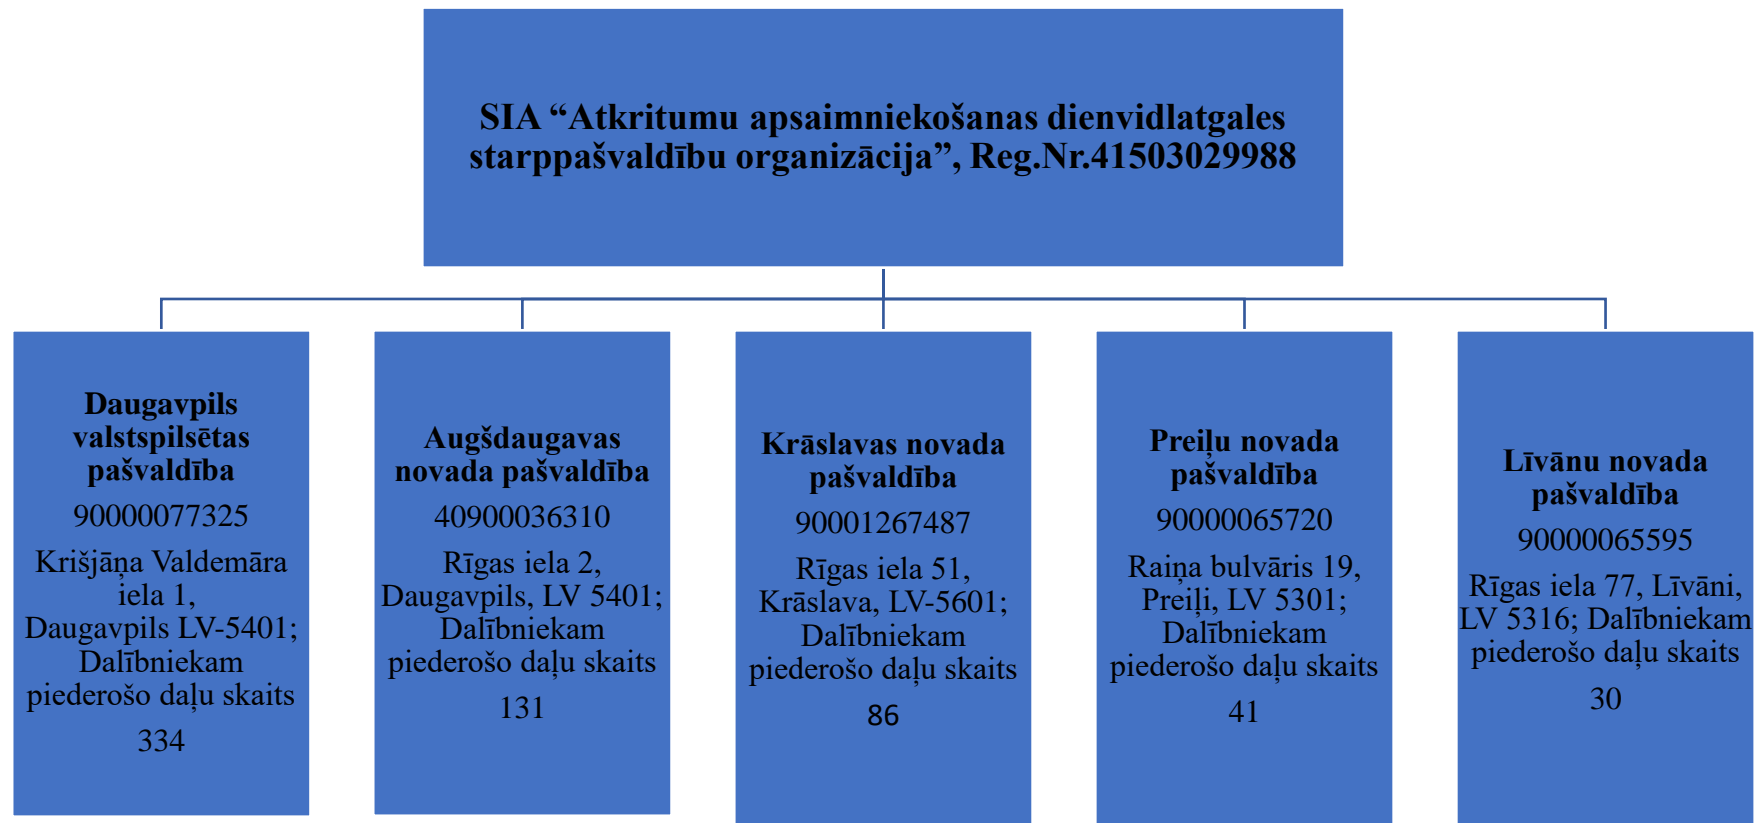 SIA “Atkritumu apsaimniekošanas dienvidlatgales
starppašvaldību organizācija”, Reg.Nr.41503029988
Daugavpils
valstspilsētas
pašvaldība
90000077325
Krišjāņa Valdemāra
iela 1,
Daugavpils LV-5401;
Dalībniekam
piederošo daļu skaits
334
Augšdaugavas
novada pašvaldība
40900036310
Rīgas iela 2,
Daugavpils, LV 5401;
Dalībniekam
piederošo daļu skaits
131
Krāslavas novada
pašvaldība
90001267487
Rīgas iela 51,
Krāslava, LV-5601;
Dalībniekam
piederošo daļu skaits
86
Preiļu novada
pašvaldība
90000065720
Raiņa bulvāris 19,
Preiļi, LV 5301;
Dalībniekam
piederošo daļu skaits
41
Līvānu novada
pašvaldība
90000065595
Rīgas iela 77, Līvāni,
LV 5316; Dalībniekam
piederošo daļu skaits
30